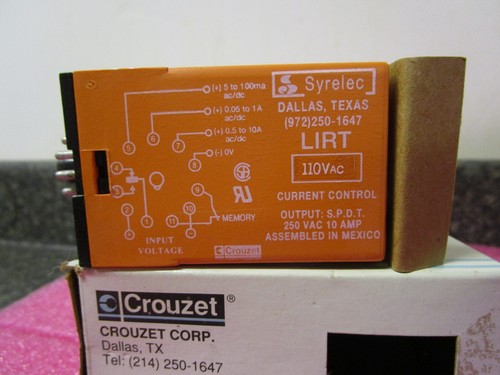 (+) 5 to 100ma
ac/dc
(+) 0.05 to 1A
ac/dc
(+) 0.5 to 10A
ac/dc
(-) 0V
5
6
7
8
4
3
9
2
1
11
10
MEMORY
INPUT
VOLTAGE
Syrelec
DALLAS, TEXAS
(972)250-1647
LIRT
110VAC
CURRENT CONTROL
OUTPUT: S.P.D.T.
250 VAC 10 AMP
ASSEMBLED IN MEXICO
Crouzet
Crouzet®
CROUZET CORP.
Dallas, TX
Tel: (214) 250-1647